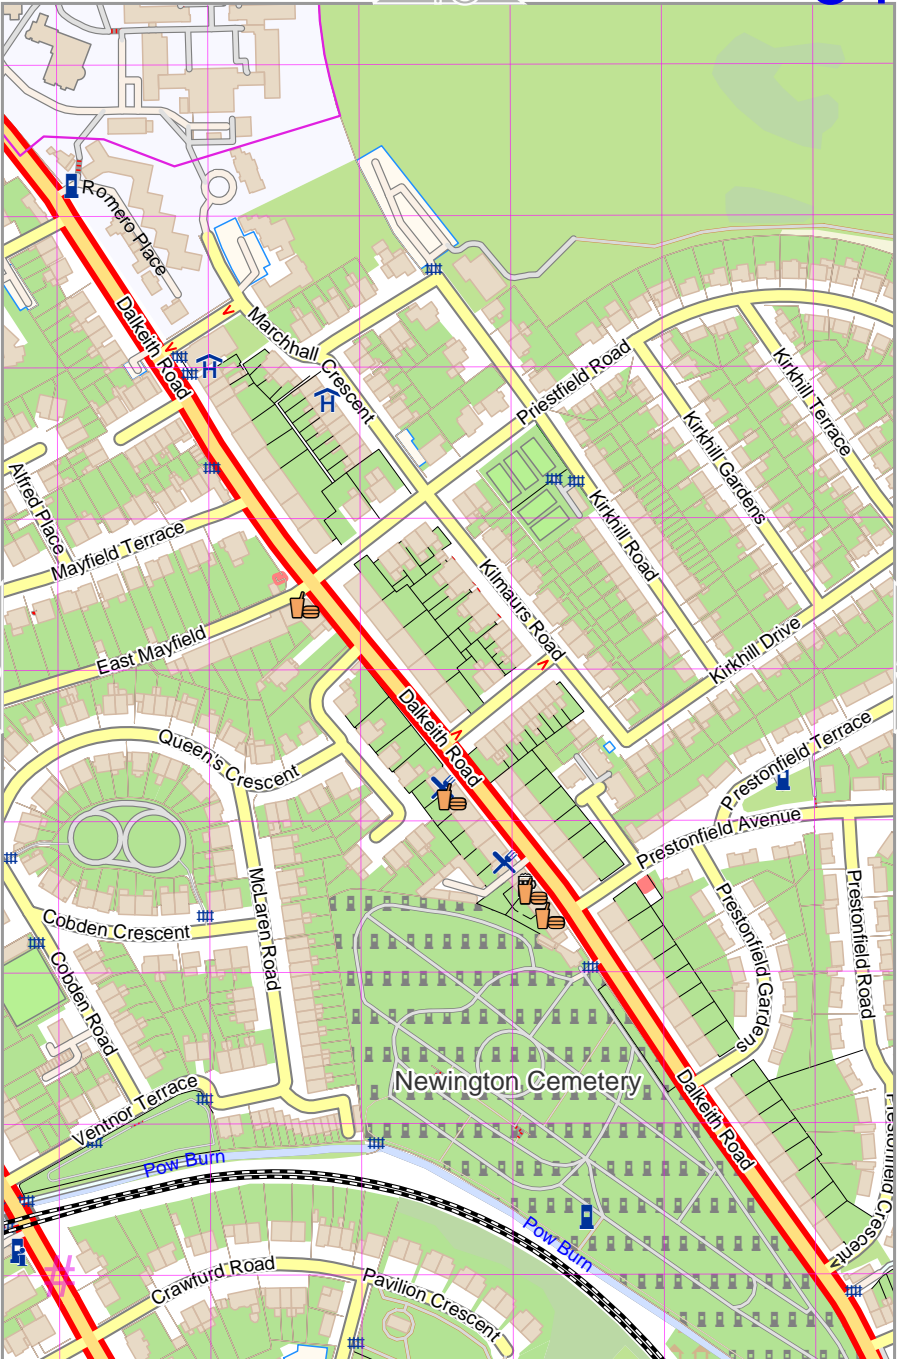 Romero Place
Dalkeith Road
Marchhall Crescent
H
H
Priestfield Road
Kirkhill Terrace
Kirkhill Gardens
Alfred Place
Mayfield Terrace
Kirkhill Road
Kilmaurs Road
East Mayfield
Kirkhill Drive
Dalkeith Road
Queen's Crescent
Prestonfield Terrace
Prestonfield Avenue
McLaren Road
Prestonfield Gardens
Prestonfield Road
Cobden Crescent
Cobden Road
Newington Cemetery
Dalkeith Road
Ventnor Terrace
Prestonfield Crescent
Pow Burn
Pow Burn
Crawfurd Road
Pavilion Crescent
#